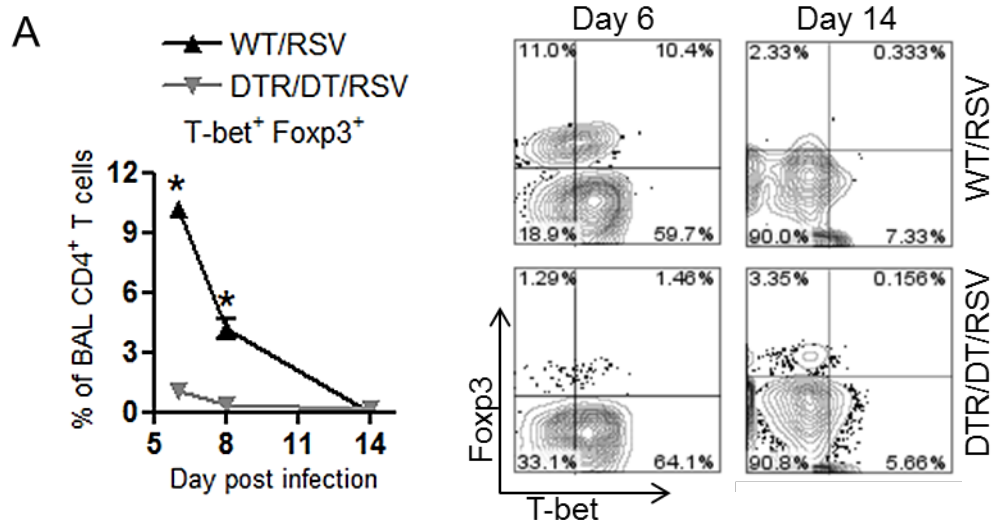 A
WT/RSV
DTR/DT/RSV
T-bet+ Foxp3+
% of BAL CD4+ T cells
12
9
6
3
0
*
*
5 8 11 14
Day post infection
Day 6 Day 14
11.0% 10.4%
18.9% 59.7%
2.33% 0.333%
90.0% 7.33%
WT/RSV
1.29% 1.46%
33.1% 64.1%
3.35% 0.156%
90.8% 5.66%
DTR/DT/RSV
Foxp3
T-bet